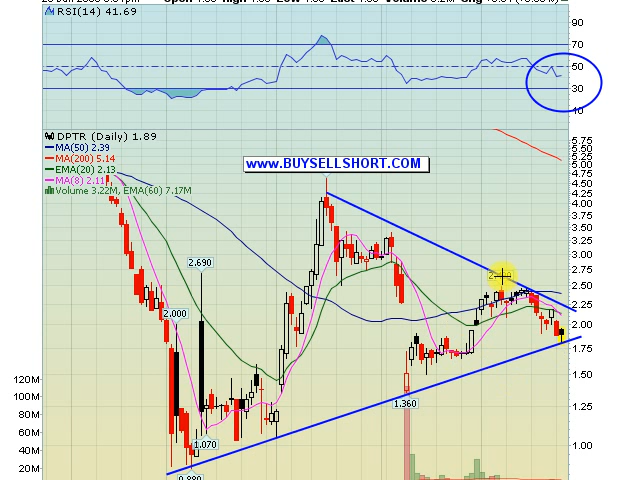 RSI(14) 41.69
90
70
50
30
10
DPTR (Daily) 1.89
MA(50) 2.39
MA(200) 5.14
EMA(20) 2.13
MA(8) 2.11
Volume 3.22M, EMA(60) 7.17M
www.BUYSELLSHORT.COM
5.75
5.50
5.25
5.00
4.75
4.50
4.25
4.00
3.75
3.50
3.25
3.00
2.75
2.50
2.25
2.00
1.75
1.50
1.25
1.00
2.690
2.000
1.070
1.360
120M
100M
80M
60M
40M
20M